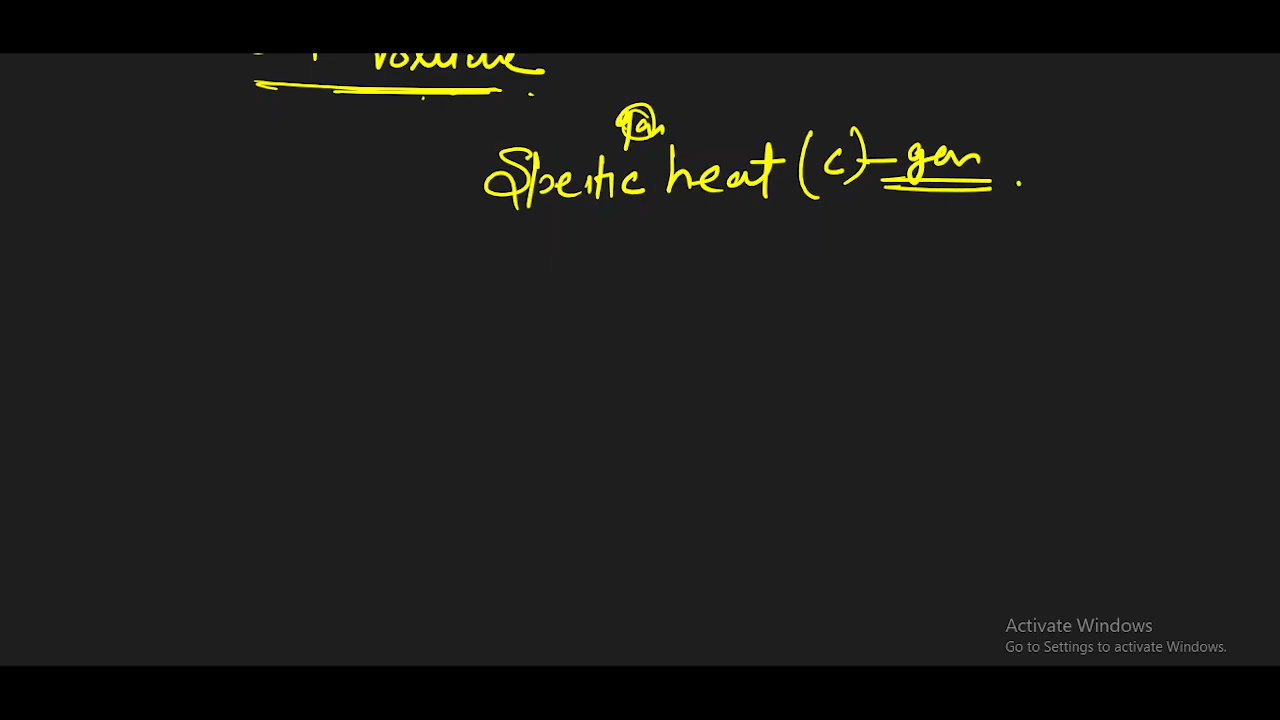 volume
Specific heat (c) - gen
Activate Windows
Go to Settings to activate Windows.